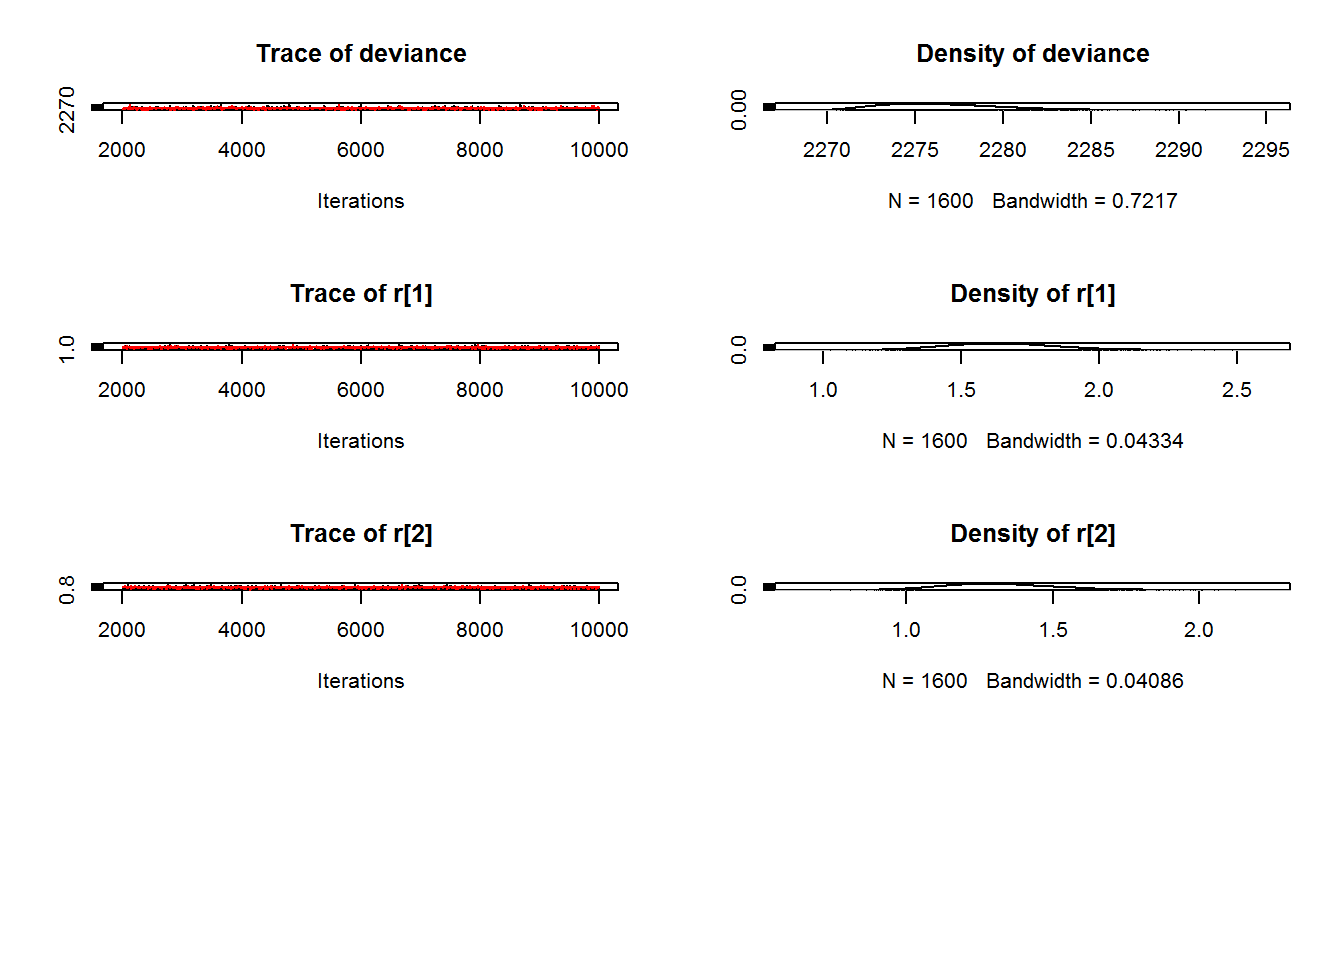 Trace of deviance
2270
2000 4000 6000 8000 10000
Iterations
Density of deviance
0.00
2270 2275 2280 2285 2290 2295
N = 1600 Bandwidth = 0.7217
Trace of r[1]
1.0
2000 4000 6000 8000 10000
Iterations
Density of r[1]
0.0
1.0 1.5 2.0 2.5
N = 1600 Bandwidth = 0.04334
Trace of r[2]
0.8
2000 4000 6000 8000 10000
Iterations
Density of r[2]
0.0
1.0 1.5 2.0
N = 1600 Bandwidth = 0.04086